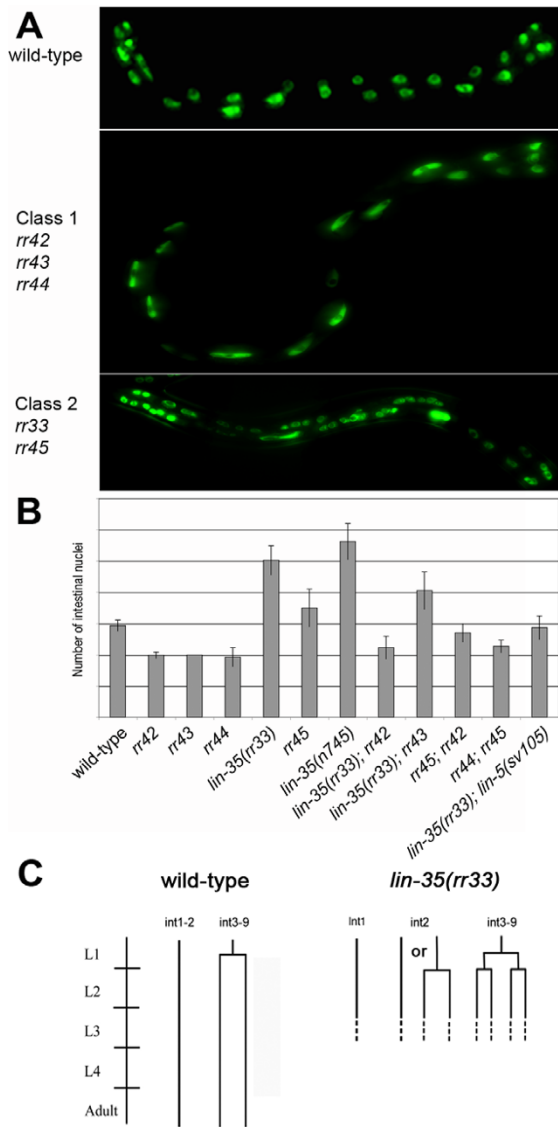 A
wild-type
Class 1
rr42
rr43
rr44
Class 2
rr33
rr45
B
Number of intestinal nuclei
wild-type
rr42
rr43
rr44
lin-35(rr33)
rr45
lin-35(n745)
lin-35(rr33); rr42
lin-35(rr33); rr43
rr45; rr42
rr44; rr45
lin-35(rr33); lin-5(sv105)
C
wild-type
lin-35(rr33)
int1-2
int3-9
Int1
int2
int3-9
or
L1
L2
L3
L4
Adult